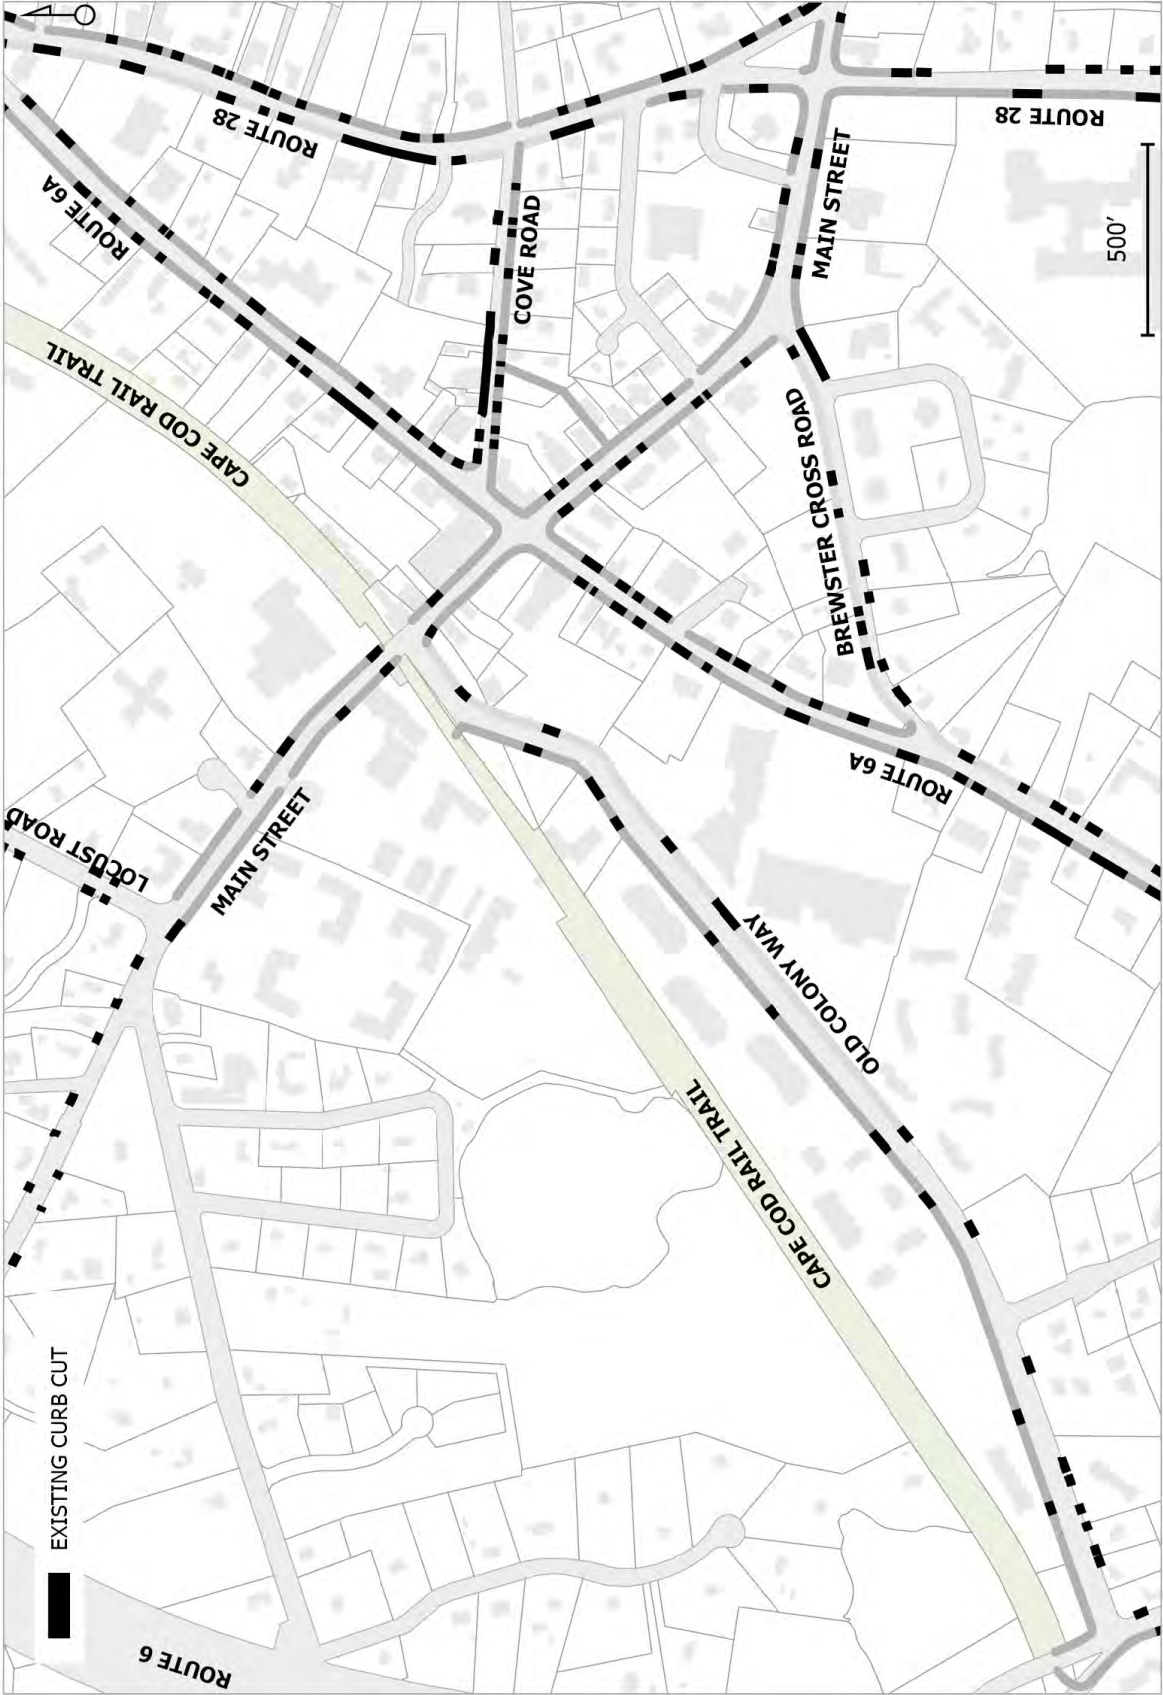 ROUTE 28
ROUTE 28
ROUTE 6A
COVE ROAD
MAIN STREET
500’
CAPE COD RAIL TRAIL
BREWSTER CROSS ROAD
ROUTE 6A
LOCUST ROAD
MAIN STREET
OLD COLONY WAY
CAPE COD RAIL TRAIL
EXISTING CURB CUT
ROUTE 6